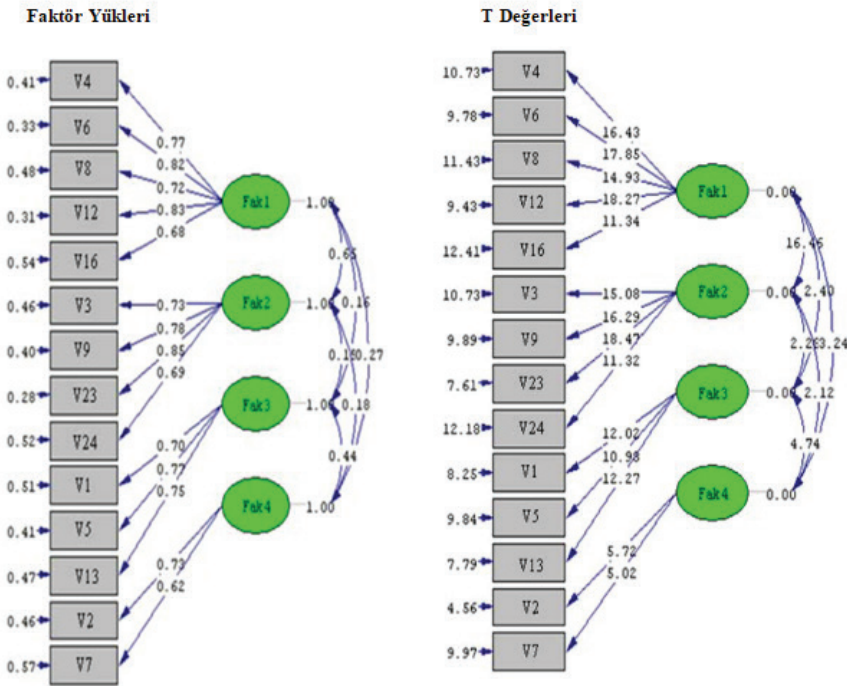 Faktör Yükleri
0.41 V4
0.33 V6
0.48 V8
0.31 V12
0.54 V16
0.46 V3
0.40 V9
0.28 V23
0.52 V24
0.51 V1
0.41 V5
0.47 V13
0.46 V2
0.57 V7
0.77
0.82
0.72
0.83
0.68
0.73
0.78
0.85
0.69
0.70
0.77
0.75
0.73
0.62
Fak1 1.00
Fak2 1.00
Fak3 1.00
Fak4 1.00
0.16
0.27
0.18
0.44
T Değerleri
10.73 V4
9.78 V6
11.43 V8
9.43 V12
12.41 V16
10.73 V3
9.89 V9
7.61 V23
12.18 V24
8.25 V1
9.84 V5
7.79 V13
4.56 V2
9.97 V7
16.43
17.85
14.93
18.27
11.34
15.08
16.29
18.47
11.32
12.02
10.98
12.27
5.72
5.02
Fak1 0.00
Fak2 0.00
Fak3 0.00
Fak4 0.00
2.40
3.24
2.12
4.74